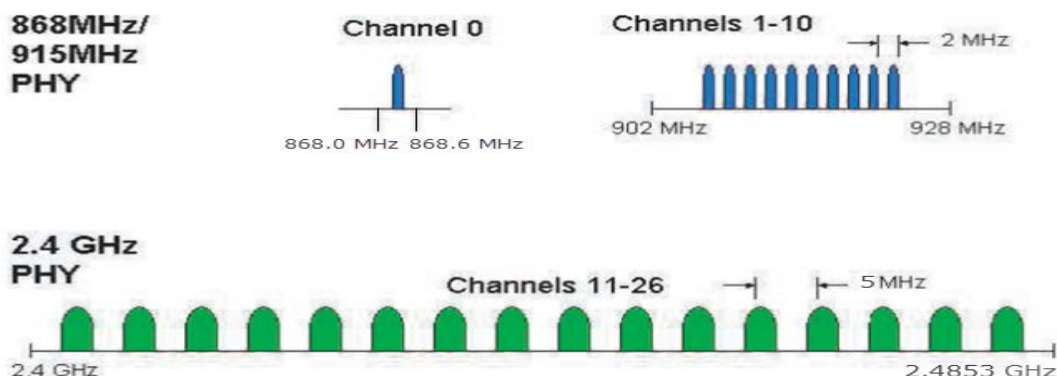 868MHz/
915MHz
PHY
Channel 0
868.0 MHz 868.6 MHz
Channels 1-10
2 MHz
902 MHz
928 MHz
2.4 GHz
PHY
Channels 11-26
5 MHz
2.4 GHz
2.4853 GHz